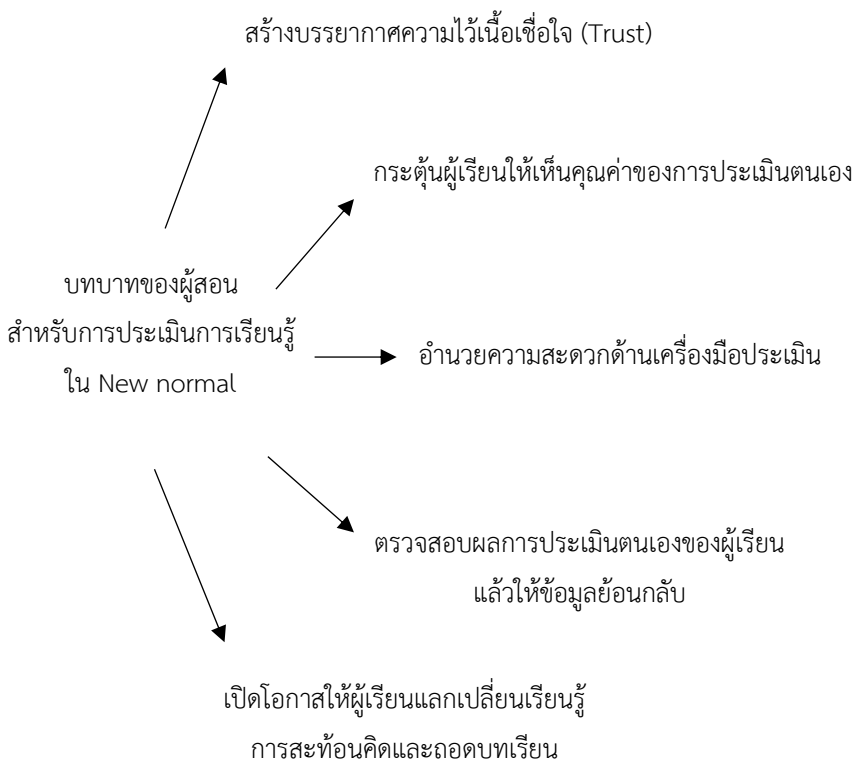 สร้างบรรยากาศความไว้เนื้อเชื่อใจ (Trust)
กระตุ้นผู้เรียนให้เห็นคุณค่าของการประเมินตนเอง
บทบาทของผู้สอน
สำหรับการประเมินการเรียนรู้
ใน New normal
อำนวยความสะดวกด้านเครื่องมือประเมิน
ตรวจสอบผลการประเมินตนเองของผู้เรียน
แล้วให้ข้อมูลย้อนกลับ
เปิดโอกาสให้ผู้เรียนแลกเปลี่ยนเรียนรู้
การสะท้อนคิดและถอดบทเรียน